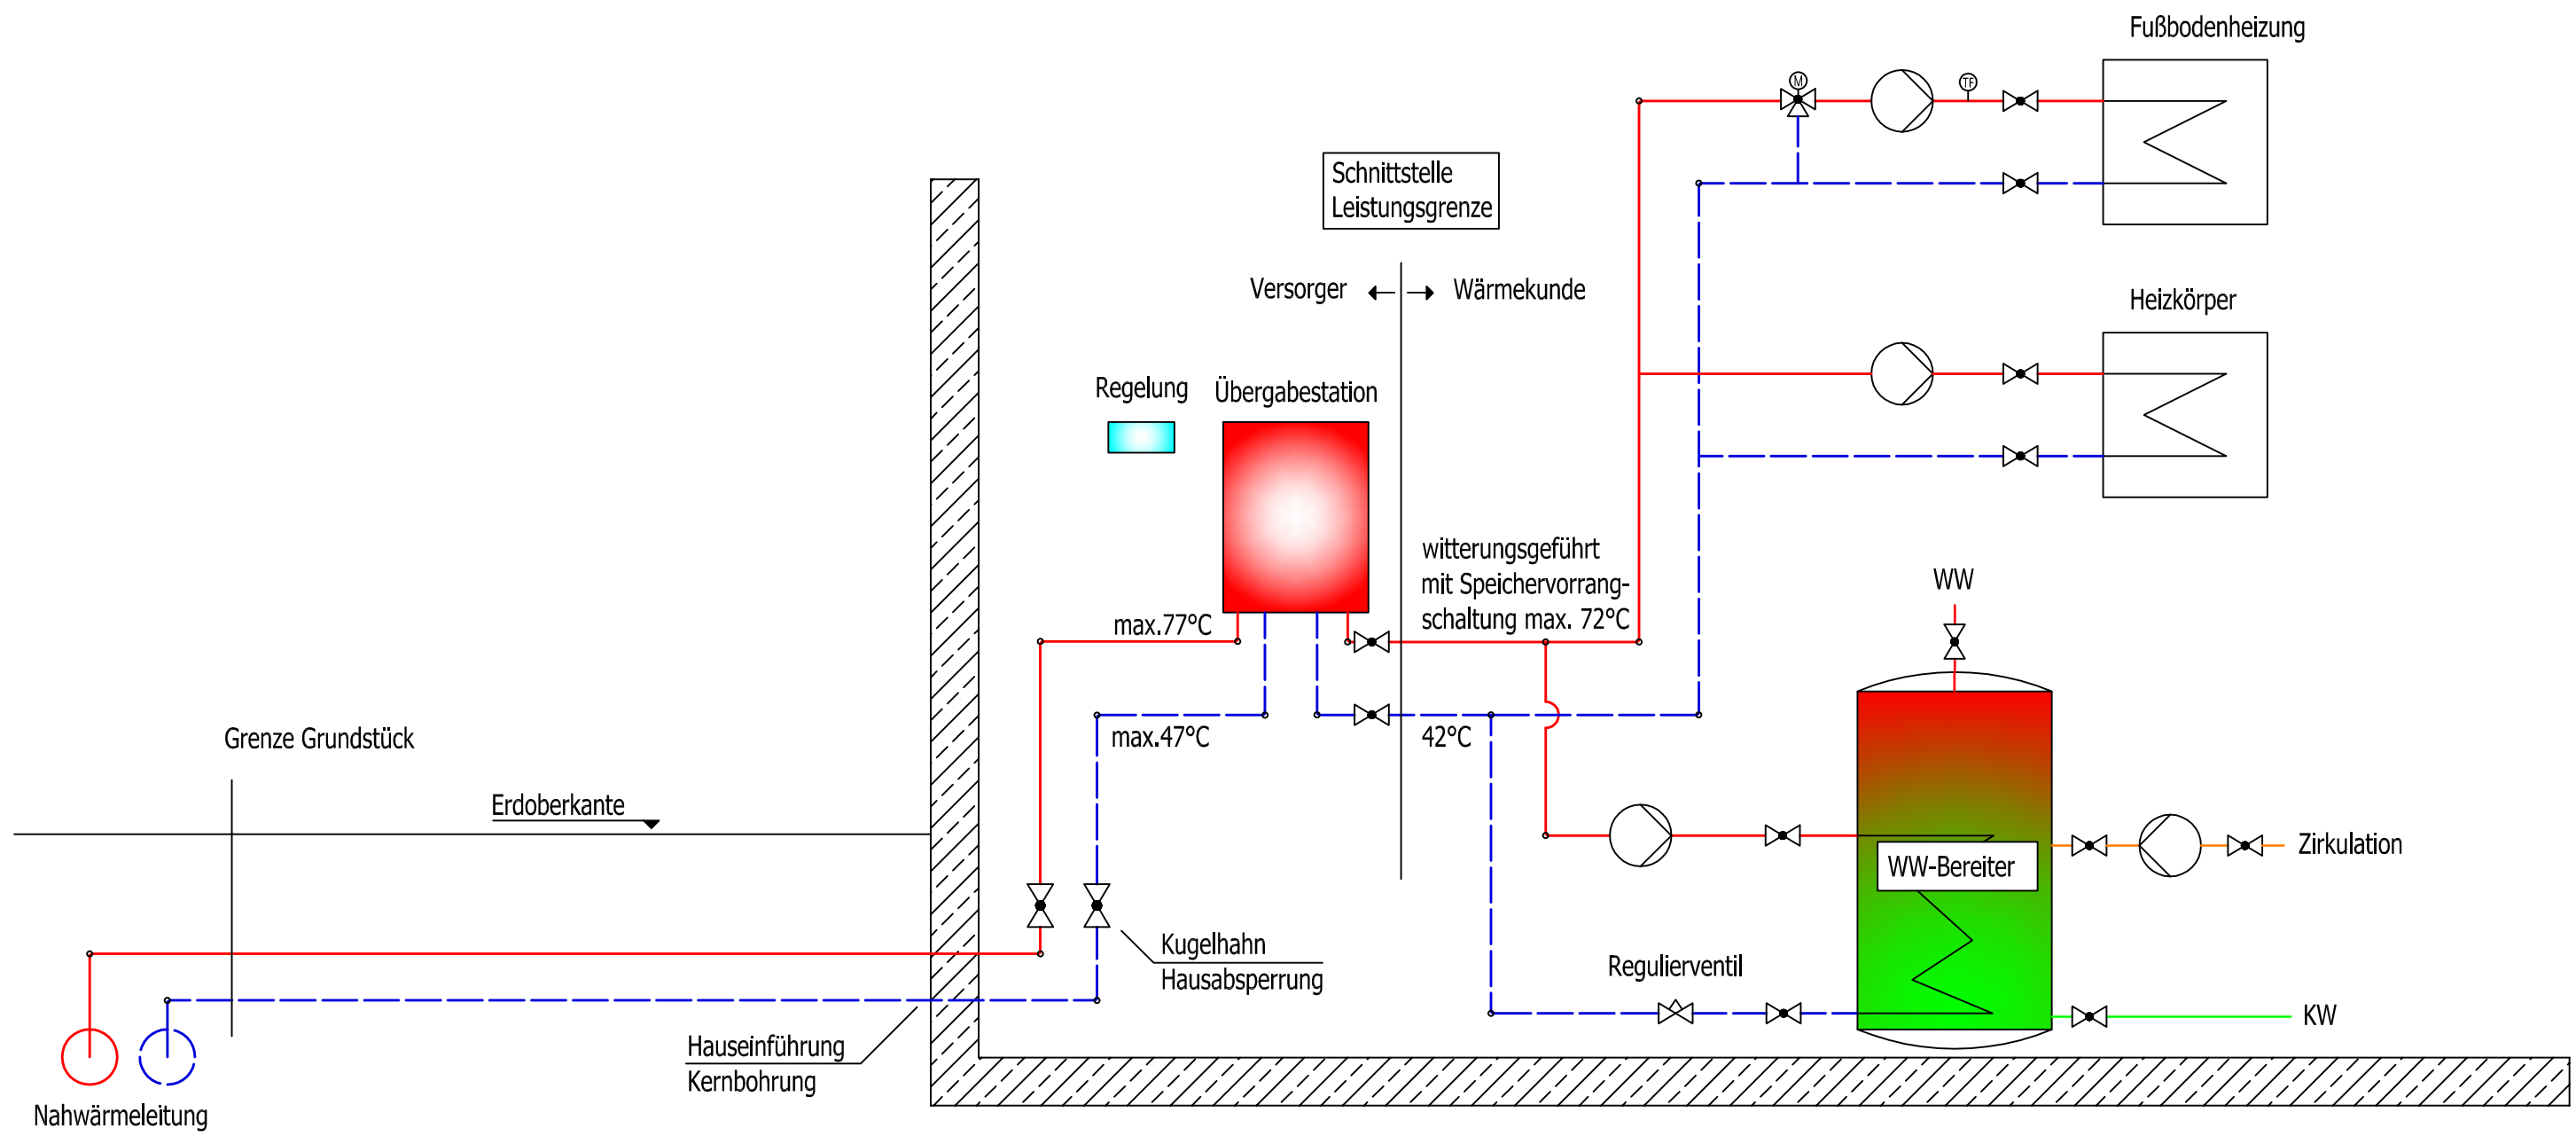 Fußbodenheizung
M
TF
Schnittstelle
Leistungsgrenze
Versorger
Wärmekunde
Heizkörper
Regelung
Übergabestation
witterungsgeführt
mit Speichervorrang-
schaltung max. 72°C
WW
max.77°C
max.47°C
42°C
Grenze Grundstück
Erdoberkante
WW-Bereiter
Zirkulation
Kugelhahn
Hausabsperrung
Regulierventil
KW
Hauseinführung
Kernbohrung
Nahwärmeleitung